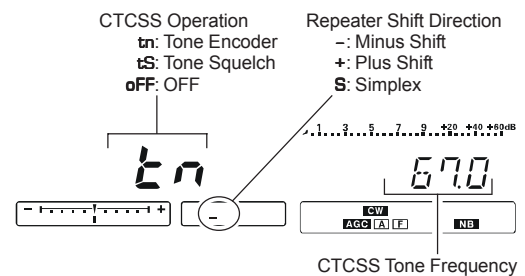 CTCSS Operation
tn: Tone Encoder
tS: Tone Squelch
oFF: OFF
Repeater Shift Direction
–: Minus Shift
+: Plus Shift
S: Simplex
1 3 5 7 9 +20 +40 +60dB
tn
67.0
– +
–
CW
AGC A F NB
CTCSS Tone Frequency